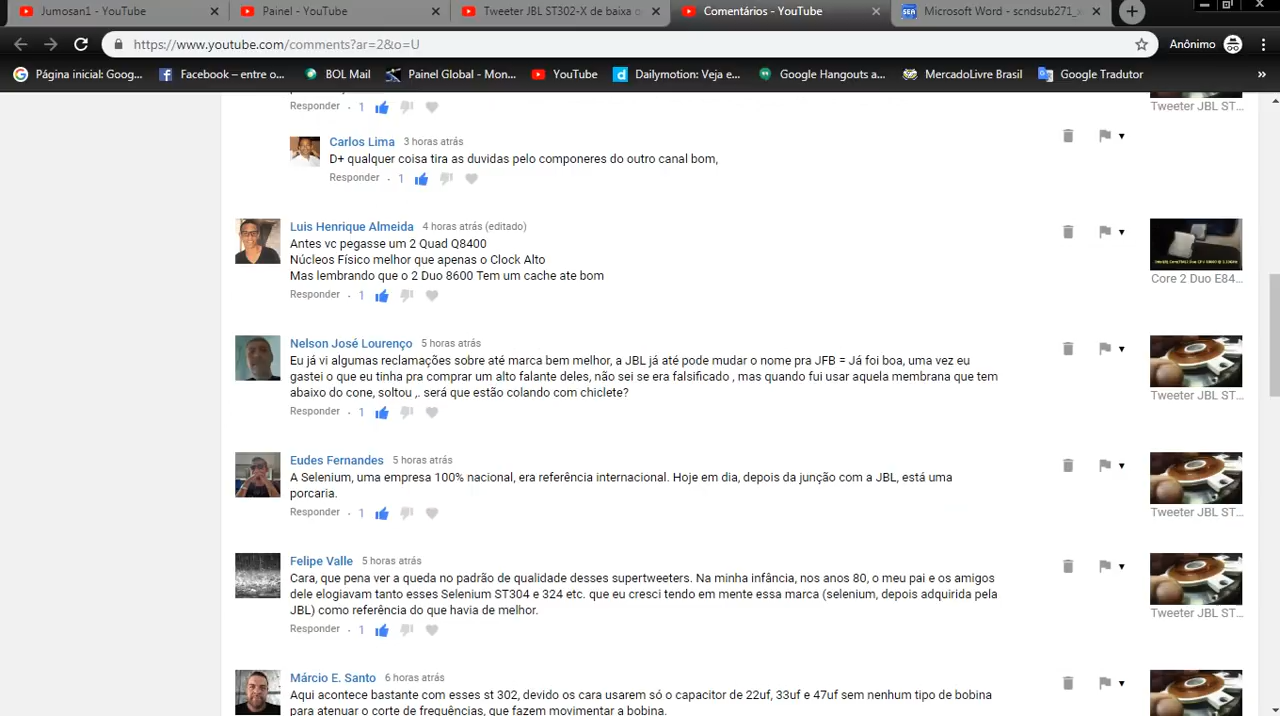 Jumosan1 - YouTube
Painel - YouTube
Tweeter JBL ST302-X de baixa o
Comentários - YouTube
SEA
Microsoft Word - scndsub271_
https://www.youtube.com/comments?ar=2&o=U
Anônimo
Página inicial: Goog...
Facebook – entre o...
BOL Mail
Painel Global - Mon...
YouTube
Dailymotion: Veja e...
Google Hangouts a...
MercadoLivre Brasil
Google Tradutor
»
Responder . 1
Tweeter JBL ST...
Carlos Lima 3 horas atrás
D+ qualquer coisa tira as duvidas pelo componeres do outro canal bom,
Responder . 1
Luis Henrique Almeida 4 horas atrás (editado)
Antes vc pegasse um 2 Quad Q8400
Núcleos Físico melhor que apenas o Clock Alto
Mas lembrando que o 2 Duo 8600 Tem um cache ate bom
Responder . 1
Core 2 Duo E84...
Nelson José Lourenço 5 horas atrás
Eu já vi algumas reclamações sobre até marca bem melhor, a JBL já até pode mudar o nome pra JFB = Já foi boa, uma vez eu
gastei o que eu tinha pra comprar um alto falante deles, não sei se era falsificado , mas quando fui usar aquela membrana que tem
abaixo do cone, soltou ,. será que estão colando com chiclete?
Responder . 1
Tweeter JBL ST...
Eudes Fernandes 5 horas atrás
A Selenium, uma empresa 100% nacional, era referência internacional. Hoje em dia, depois da junção com a JBL, está uma
porcaria.
Responder . 1
Tweeter JBL ST...
Felipe Valle 5 horas atrás
Cara, que pena ver a queda no padrão de qualidade desses supertweeters. Na minha infância, nos anos 80, o meu pai e os amigos
dele elogiavam tanto esses Selenium ST304 e 324 etc. que eu cresci tendo em mente essa marca (selenium, depois adquirida pela
JBL) como referência do que havia de melhor.
Responder . 1
Tweeter JBL ST...
Márcio E. Santo 6 horas atrás
Aqui acontece bastante com esses st 302, devido os cara usarem só o capacitor de 22uf, 33uf e 47uf sem nenhum tipo de bobina
para atenuar o corte de frequências, que fazem movimentar a bobina.